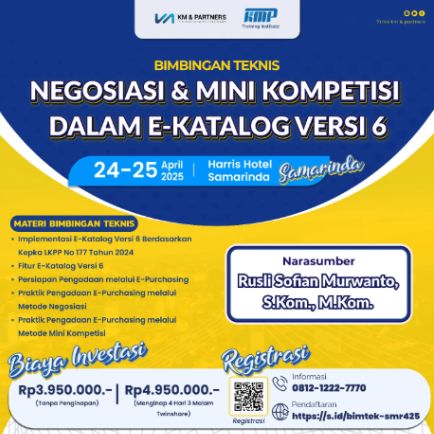 KM & PARTNERS
KMP
Training Institute
BIMBINGAN TEKNIS
NEGOSIASI & MINI KOMPETISI
DALAM E-KATALOG VERSI 6
24-25 April 2025
Harris Hotel Samarinda
Samarinda
MATERI BIMBINGAN TEKNIS
• Implementasi E-Katalog Versi 6 Berdasarkan
Kepka LKPP No 177 Tahun 2024
• Fitur E-Katalog Versi 6
• Persiapan Pengadaan melalui E-Purchasing
• Praktik Pengadaan E-Purchasing melalui
Metode Negosiasi
• Praktik Pengadaan E-Purchasing melalui
Metode Mini Kompetisi
Narasumber
Rusli Sofian Murwanto,
S.Kom., M.Kom.
Biaya Investasi
Rp3.950.000.-
(Tanpa Penginapan)
Rp4.950.000.-
(Menginap 4 Hari 3 Malam
Twinshare)
Registrasi
Registrasi
Informasi
0812-1222-7770
Pendaftaran
https://s.id/bimtek-smr425